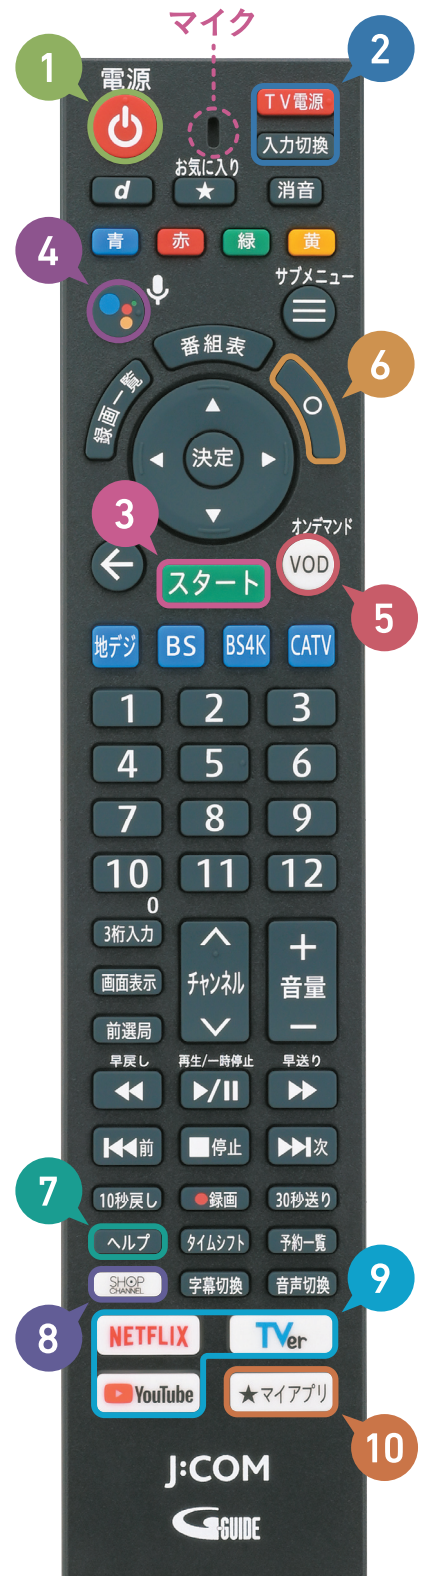 マイク
1
2
電源
TV電源
入力切換
お気に入り
d
★
消音
青
赤
緑
黄
4
サブメニュー
番組表
6
録画一覧
○
決定
3
オンデマンド
スタート
VOD
5
地デジ
BS
BS4K
CATV
1
2
3
4
5
6
7
8
9
10
11
12
0
3桁入力
画面表示
前選局
チャンネル
+
音量
−
早戻し
再生/一時停止
早送り
前
停止
次
7
10秒戻し
録画
30秒送り
ヘルプ
タイムシフト
予約一覧
9
SHOP
CHANNEL
字幕切換
音声切換
8
NETFLIX
TVer
YouTube
★マイアプリ
10
J:COM
G-GUIDE